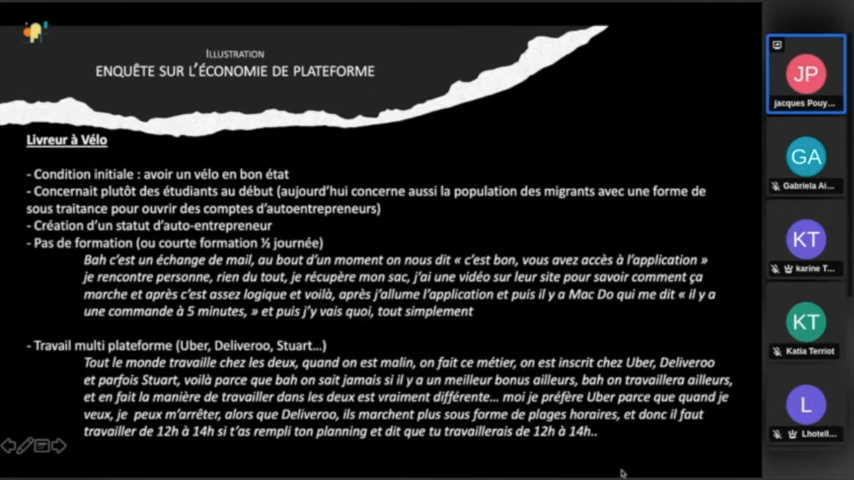 ILLUSTRATION
ENQUÊTE SUR L'ÉCONOMIE DE PLATEFORME
Livreur à Vélo
- Condition initiale : avoir un vélo en bon état
- Concernait plutôt des étudiants au début (aujourd'hui concerne aussi la population des migrants avec une forme de
sous traitance pour ouvrir des comptes d'autoentrepreneurs)
- Création d'un statut d'auto-entrepreneur
- Pas de formation (ou courte formation ½ journée)
Bah c'est un échange de mail, au bout d'un moment on nous dit « c'est bon, vous avez accès à l'application »
je rencontre personne, rien du tout, je récupère mon sac, j'ai une vidéo sur leur site pour savoir comment ça
marche et après c'est assez logique et voilà, après j'allume l'application et puis il y a Mac Do qui me dit « il y a
une commande à 5 minutes, » et puis j'y vais quoi, tout simplement
- Travail multi plateforme (Uber, Deliveroo, Stuart...)
Tout le monde travaille chez les deux, quand on est malin, on fait ce métier, on est inscrit chez Uber, Deliveroo
et parfois Stuart, voilà parce que bah on sait jamais si il y a un meilleur bonus ailleurs, bah on travaillera ailleurs,
et en fait la manière de travailler dans les deux est vraiment différente... moi je préfère Uber parce que quand je
veux, je peux m'arrêter, alors que Deliveroo, ils marchent plus sous forme de plages horaires, et donc il faut
travailler de 12h à 14h si t'as rempli ton planning et dit que tu travaillerais de 12h à 14h..
JP
jacques Pouy...
GA
Gabriela Ai...
KT
karine T...
KT
Katia Terriot
L
Lhotell...